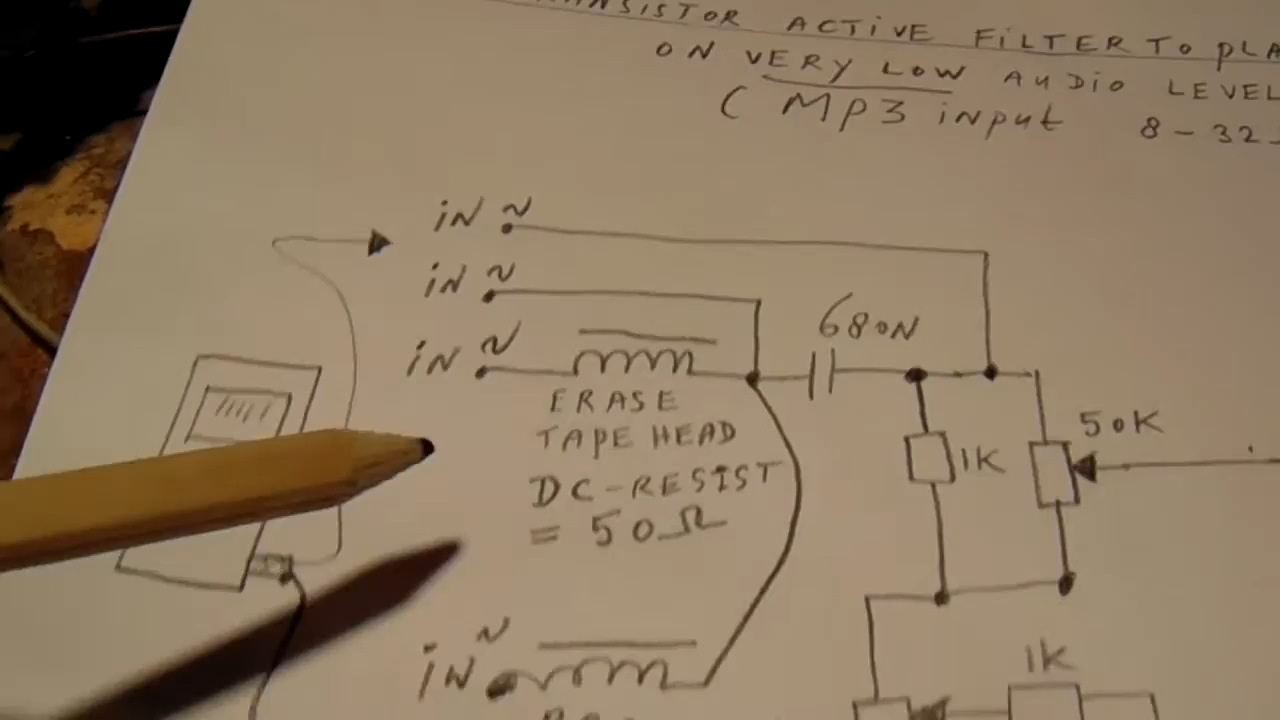 ACTIVE FILTER TO
ON VERY LOW AUDIO LEVEL
( MP3 input 8 - 32 -
IN ~
IN ~
IN ~
680N
ERASE
TAPE HEAD
DC-RESIST
= 50Ω
1K
50K
IN ~
1K